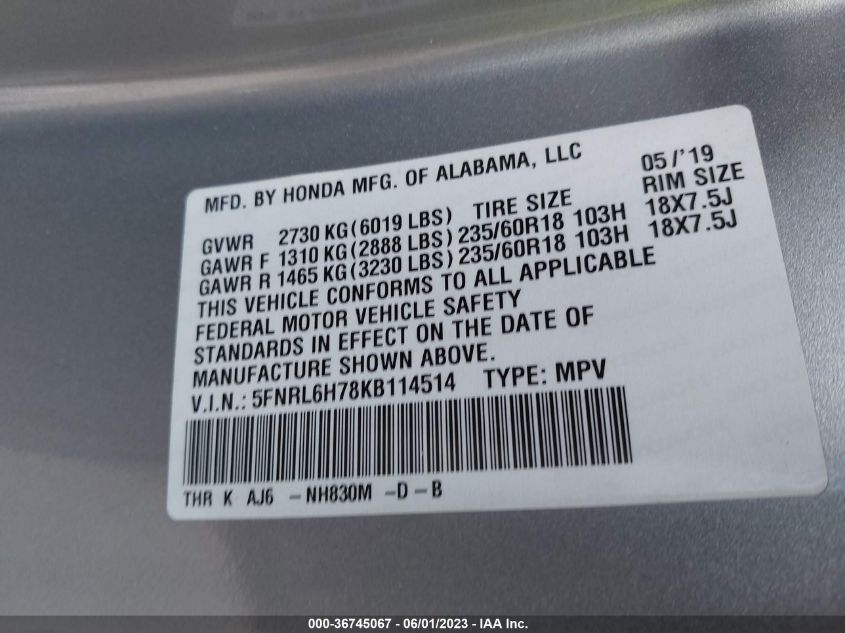 MFD. BY HONDA MFG. OF ALABAMA, LLC 05/'19
GVWR 2730 KG(6019 LBS) TIRE SIZE RIM SIZE
GAWR F 1310 KG(2888 LBS) 235/60R18 103H 18X7.5J
GAWR R 1465 KG(3230 LBS) 235/60R18 103H 18X7.5J
THIS VEHICLE CONFORMS TO ALL APPLICABLE
FEDERAL MOTOR VEHICLE SAFETY
STANDARDS IN EFFECT ON THE DATE OF
MANUFACTURE SHOWN ABOVE.
V.I.N.: 5FNRL6H78KB114514 TYPE: MPV
THR K AJ6 -NH830M -D-B
000-36745067 - 06/01/2023 - IAA Inc.